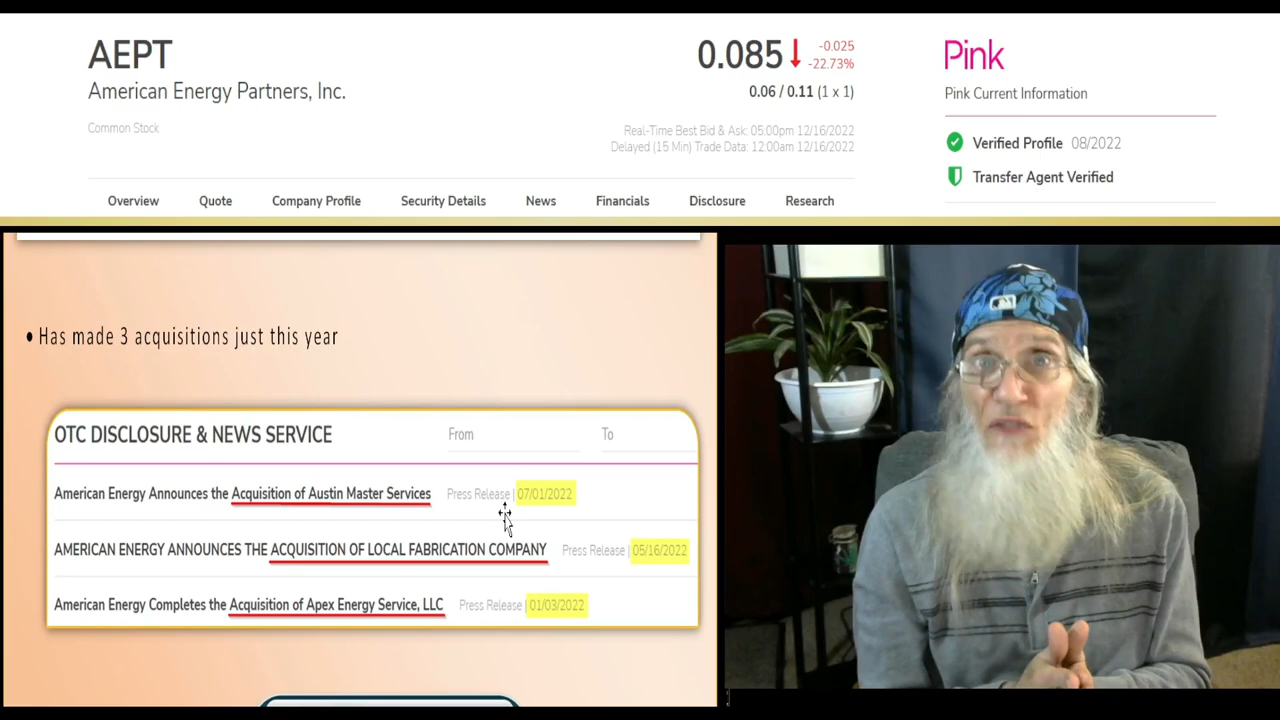 AEPT
American Energy Partners, Inc.
Common Stock
0.085 -0.025
-22.73%
0.06 / 0.11 (1 x 1)
Real-Time Best Bid & Ask: 05:00pm 12/16/2022
Delayed (15 Min) Trade Data: 12:00am 12/16/2022
Pink
Pink Current Information
Verified Profile 08/2022
Transfer Agent Verified
Overview Quote Company Profile Security Details News Financials Disclosure Research
• Has made 3 acquisitions just this year
OTC DISCLOSURE & NEWS SERVICE From To
American Energy Announces the Acquisition of Austin Master Services Press Release | 07/01/2022
AMERICAN ENERGY ANNOUNCES THE ACQUISITION OF LOCAL FABRICATION COMPANY Press Release | 05/16/2022
American Energy Completes the Acquisition of Apex Energy Service, LLC Press Release | 01/03/2022